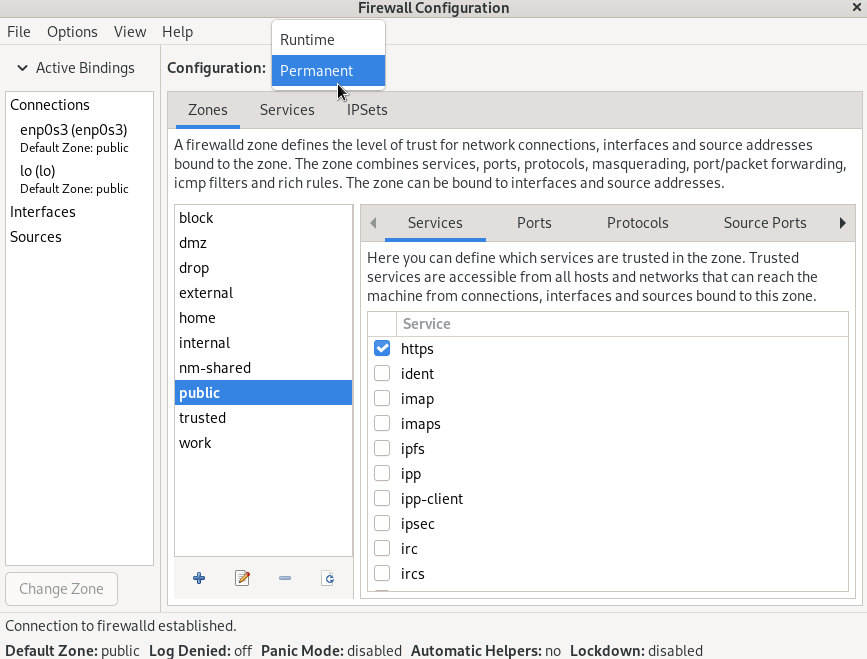 Firewall Configuration
File Options View Help
Active Bindings
Configuration:
Runtime
Permanent
Connections
enp0s3 (enp0s3)
Default Zone: public
lo (lo)
Default Zone: public
Interfaces
Sources
Change Zone
Zones Services IPSets
A firewalld zone defines the level of trust for network connections, interfaces and source addresses
bound to the zone. The zone combines services, ports, protocols, masquerading, port/packet forwarding,
icmp filters and rich rules. The zone can be bound to interfaces and source addresses.
block
dmz
drop
external
home
internal
nm-shared
public
trusted
work
Services Ports Protocols Source Ports
Here you can define which services are trusted in the zone. Trusted
services are accessible from all hosts and networks that can reach the
machine from connections, interfaces and sources bound to this zone.
Service
https
ident
imap
imaps
ipfs
ipp
ipp-client
ipsec
irc
ircs
Connection to firewalld established.
Default Zone: public Log Denied: off Panic Mode: disabled Automatic Helpers: no Lockdown: disabled